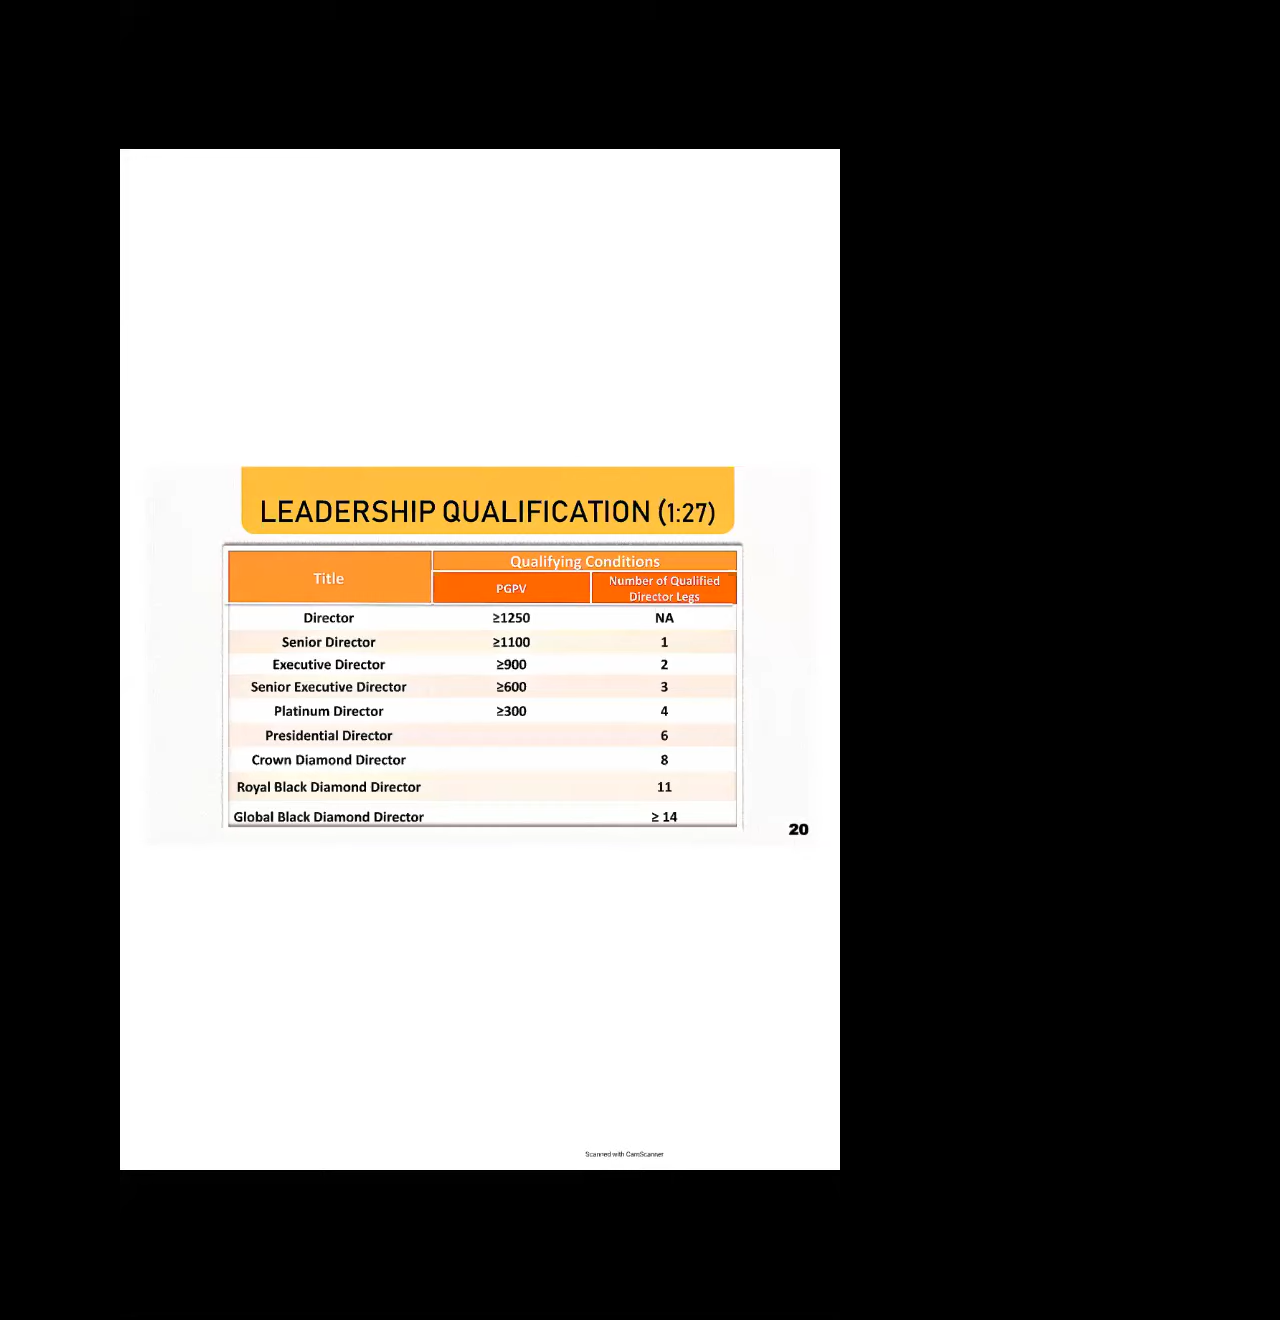 LEADERSHIP QUALIFICATION (1:27)
Title
Qualifying Conditions
PGPV
Number of Qualified
Director Legs
Director ≥1250 NA
Senior Director ≥1100 1
Executive Director ≥900 2
Senior Executive Director ≥600 3
Platinum Director ≥300 4
Presidential Director 6
Crown Diamond Director 8
Royal Black Diamond Director 11
Global Black Diamond Director ≥ 14
20
Scanned with CamScanner